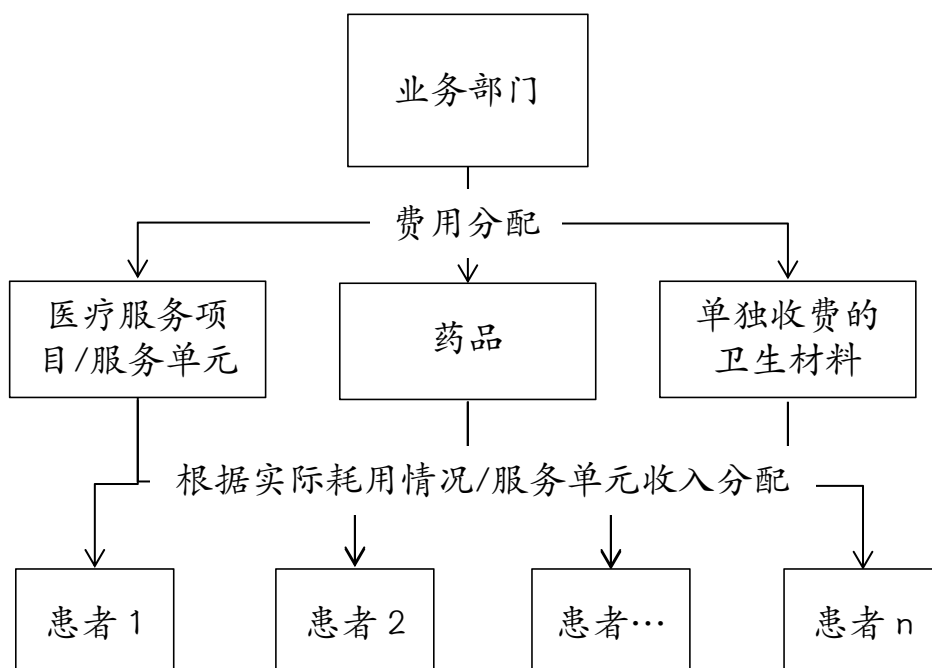 业务部门
费用分配
医疗服务项
目/服务单元
药品
单独收费的
卫生材料
根据实际耗用情况/服务单元收入分配
患者1
患者2
患者…
患者n